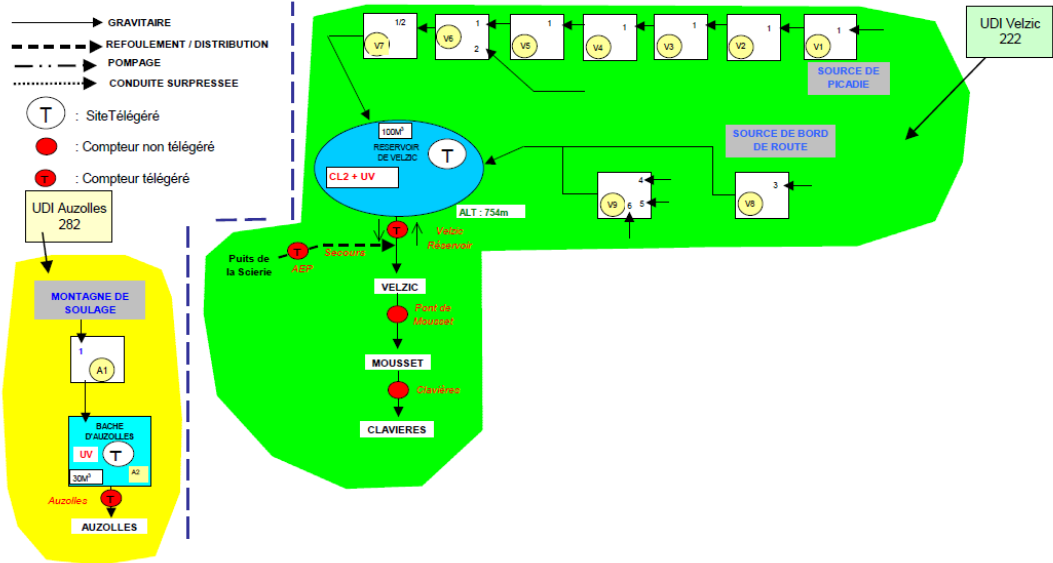 GRAVITAIRE
REFOULEMENT / DISTRIBUTION
POMPAGE
CONDUITE SURPRESSEE
T : SiteTélégéré
: Compteur non télégéré
T : Compteur télégéré
UDI Auzolles
282
MONTAGNE DE
SOULAGE
1
A1
BACHE
D'AUZOLLES
UV
T
A2
30M³
Auzolles
T
AUZOLLES
UDI Velzic
222
1/2
V7
1
V6
2
1
V5
1
V4
1
V3
1
V2
1
V1
SOURCE DE
PICADIE
100M³
RESERVOIR
DE VELZIC
T
CL2 + UV
ALT : 754m
SOURCE DE BORD
DE ROUTE
4
V9
6
5
3
V8
T
Velzic
Réservoir
Puits de
la Scierie
T
AEP
Secours
VELZIC
Pont de
Mousset
MOUSSET
Clavières
CLAVIERES